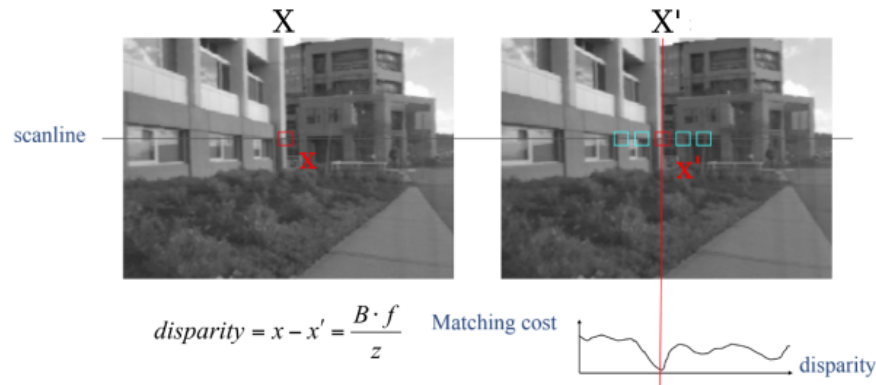 X X'
scanline
x x'
disparity = x - x' = B · f / z
Matching cost
disparity